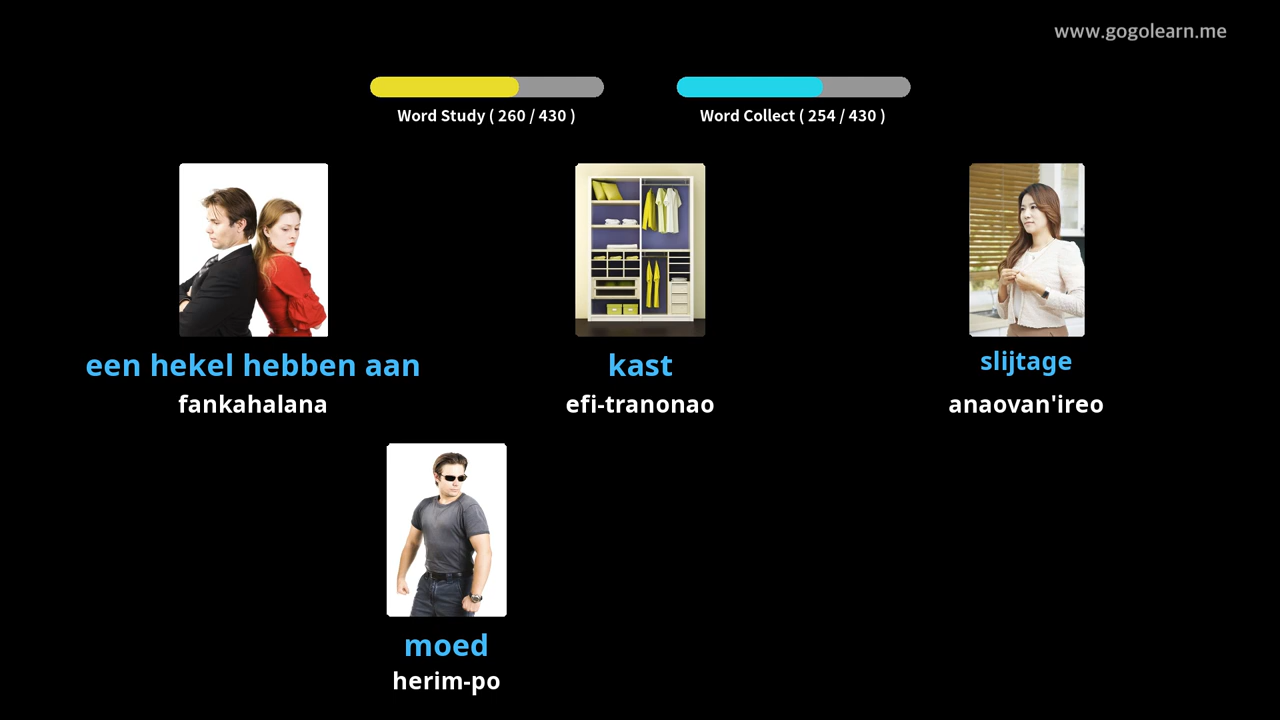 www.gogolearn.me
Word Study ( 260 / 430 )
Word Collect ( 254 / 430 )
een hekel hebben aan
fankahalana
kast
efi-tranonao
slijtage
anaovan'ireo
moed
herim-po